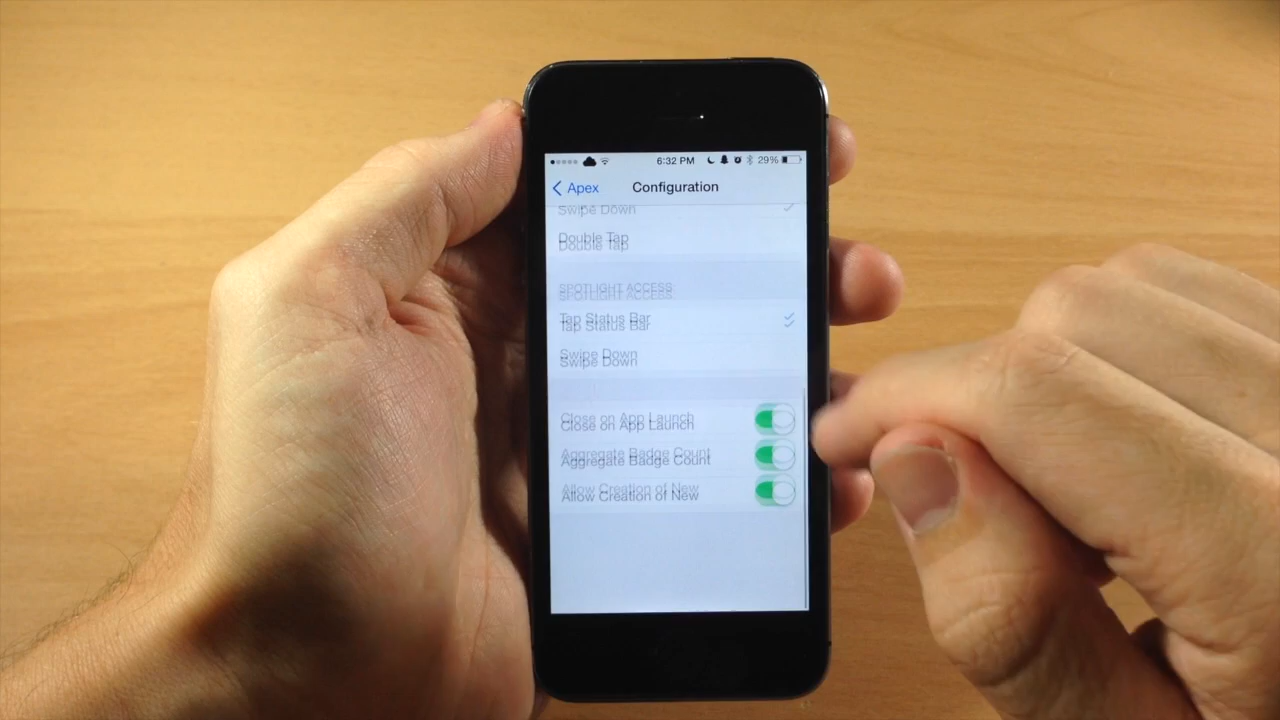 6:32 PM 29%
Apex Configuration
Swipe Down
Double Tap
SPOTLIGHT ACCESS
Tap Status Bar
Swipe Down
Close on App Launch
Aggregate Badge Count
Allow Creation of New